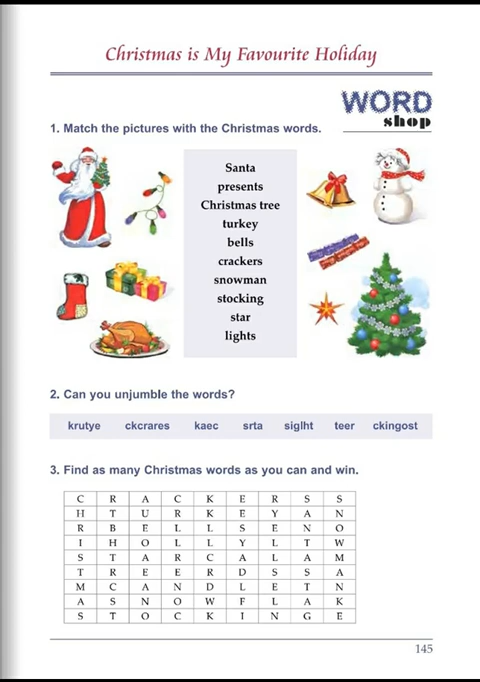 Christmas is My Favourite Holiday
WORD
shop
1. Match the pictures with the Christmas words.
Santa
presents
Christmas tree
turkey
bells
crackers
snowman
stocking
star
lights
2. Can you unjumble the words?
krutye ckcrares kaec srta siglht teer ckingost
3. Find as many Christmas words as you can and win.
C R A C K E R S S
H T U R K E Y A N
R B E L L S E N O
I H O L L Y L T W
S T A R C A L A M
T R E E R D S S A
M C A N D L E T N
A S N O W F L A K
S T O C K I N G E
145